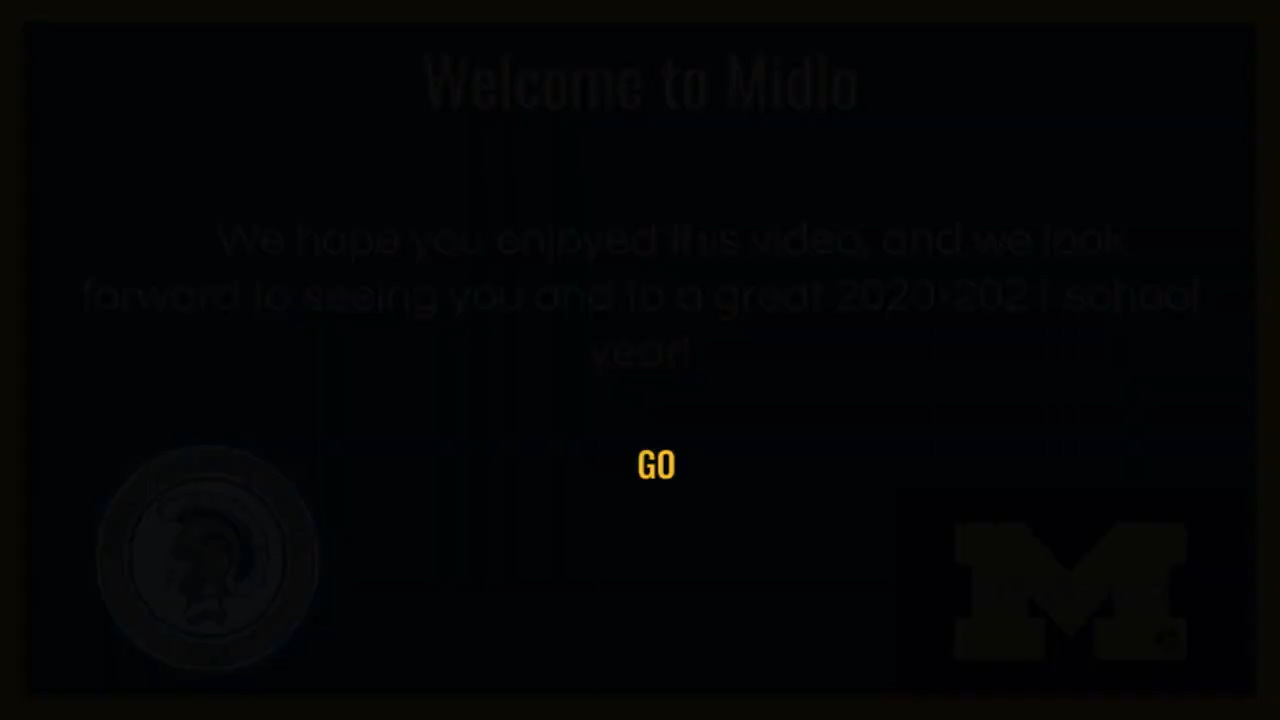 Welcome to Midlo
We hope you enjoyed this video, and we look
forward to seeing you and to a great 2020-2021 school
year!
GO